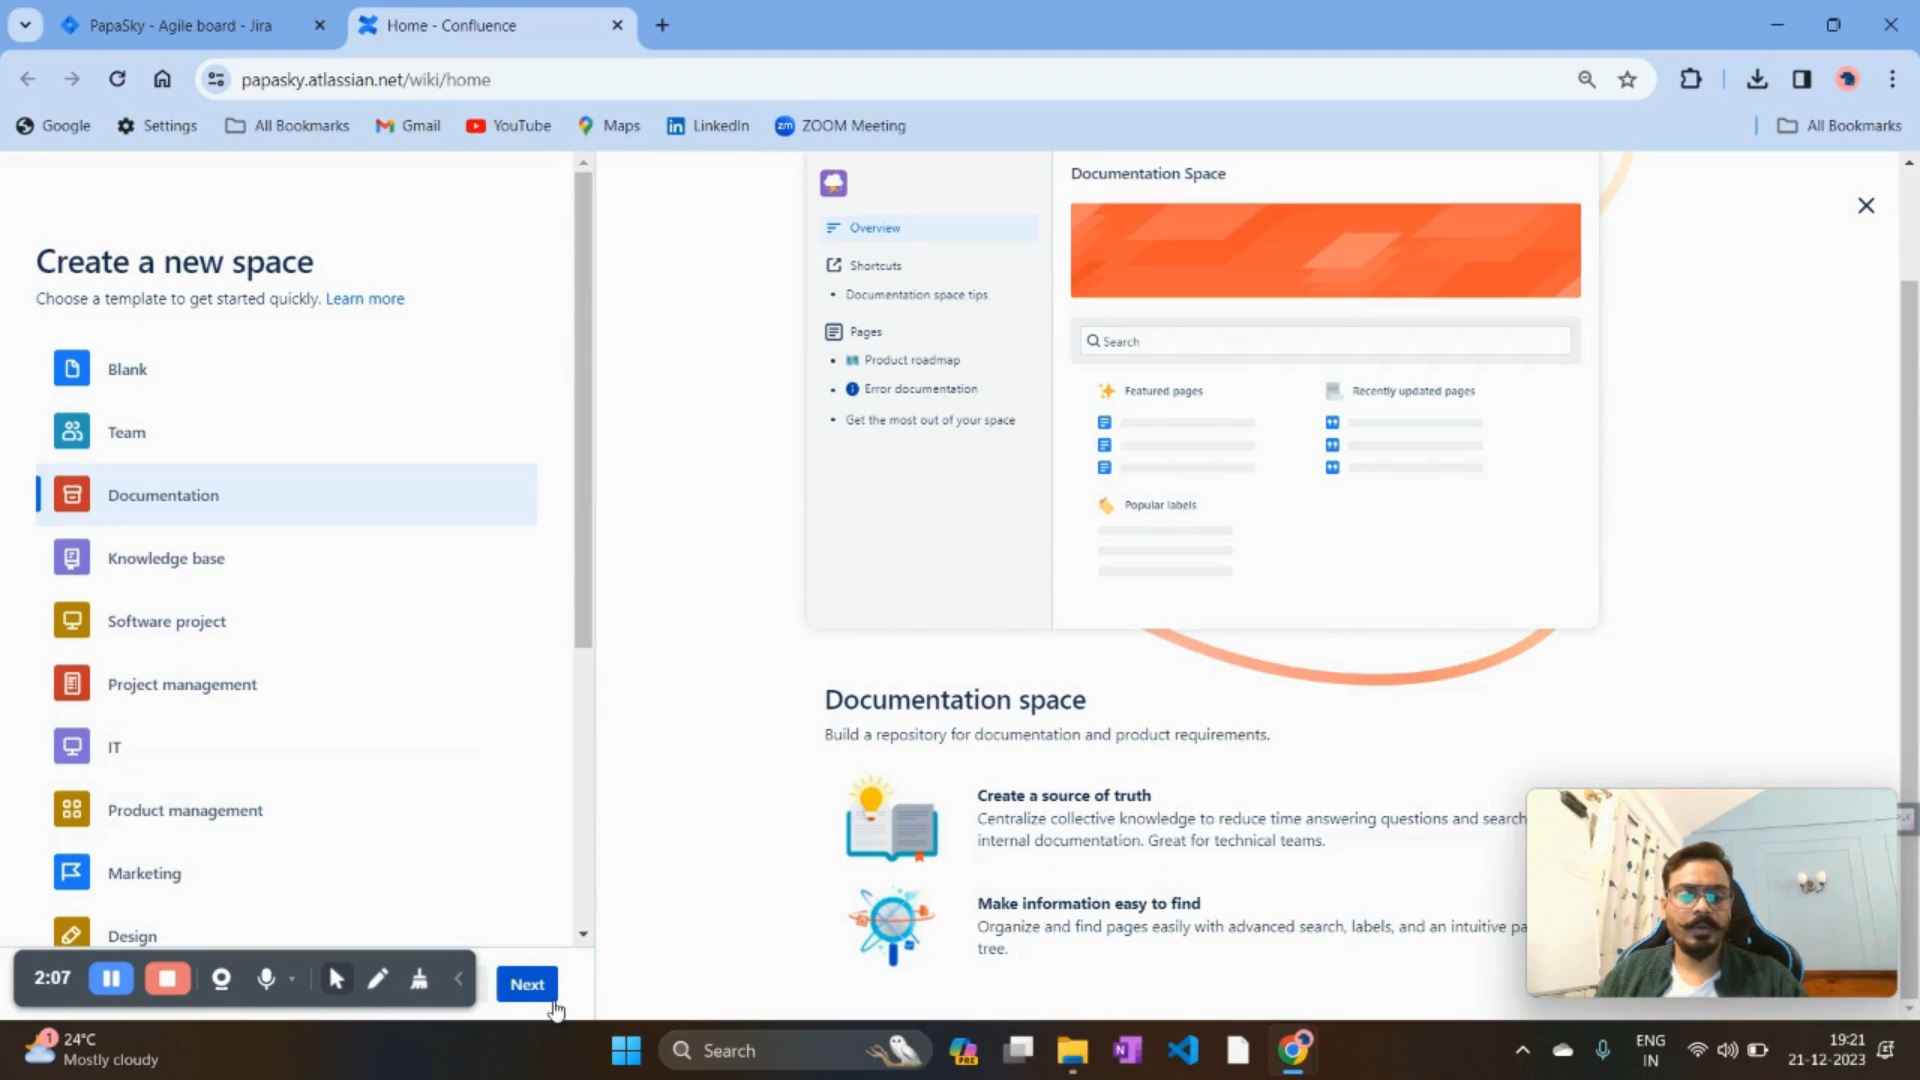 PapaSky - Agile board - Jira
Home - Confluence
papasky.atlassian.net/wiki/home
Google
Settings
All Bookmarks
Gmail
YouTube
Maps
LinkedIn
zm ZOOM Meeting
All Bookmarks
Create a new space
Choose a template to get started quickly. Learn more
Blank
Team
Documentation
Knowledge base
Software project
Project management
IT
Product management
Marketing
Design
Next
Overview
Shortcuts
Documentation space tips
Pages
Product roadmap
Error documentation
Get the most out of your space
Documentation Space
Search
Featured pages
Recently updated pages
Popular labels
Documentation space
Build a repository for documentation and product requirements.
Create a source of truth
Centralize collective knowledge to reduce time answering questions and search
internal documentation. Great for technical teams.
Make information easy to find
Organize and find pages easily with advanced search, labels, and an intuitive pa
tree.
2:07
1
24°C
Mostly cloudy
Search
PRE
ENG
IN
19:21
21-12-2023